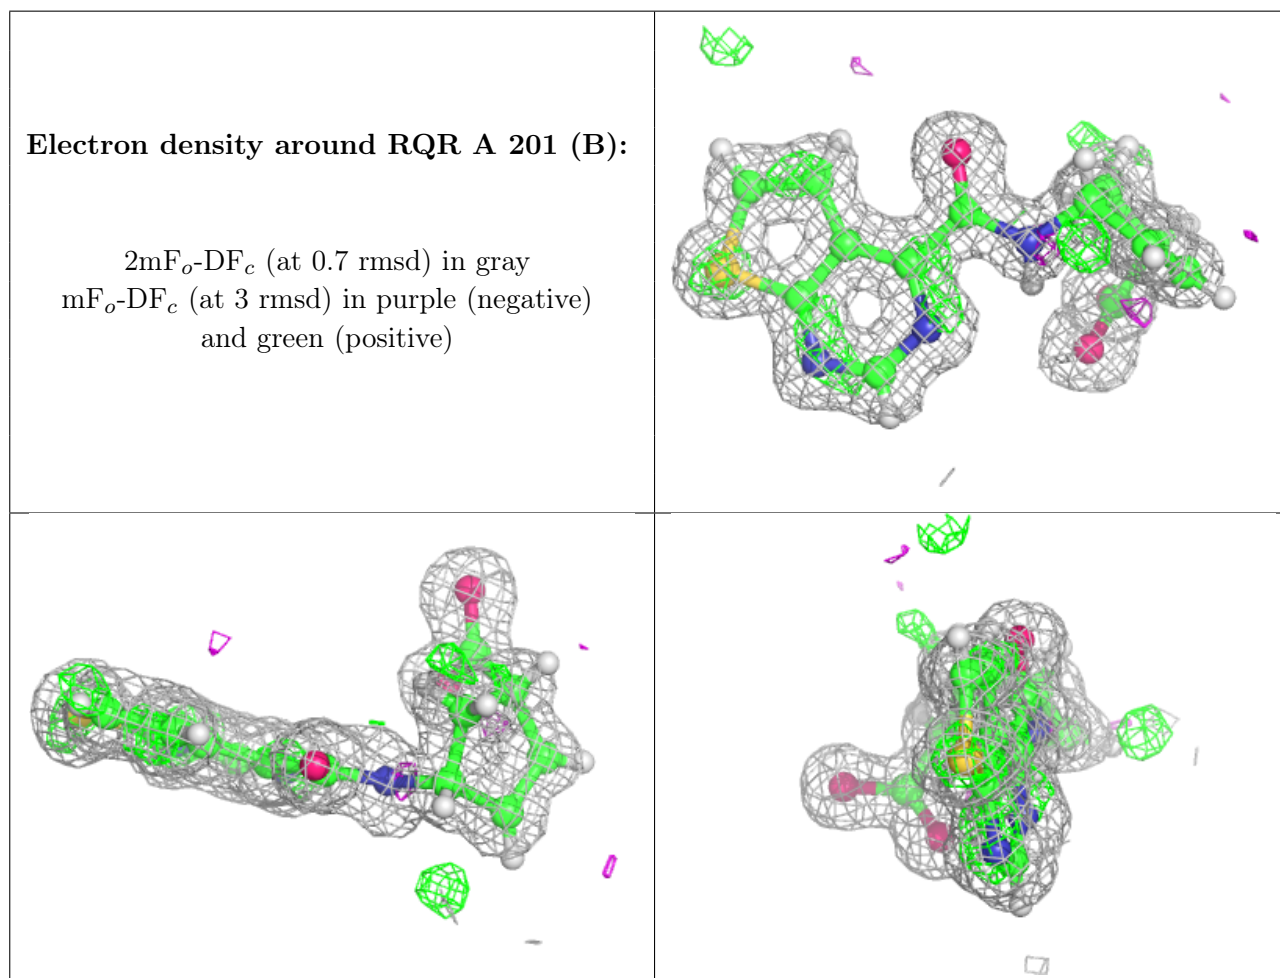 Electron density around RQR A 201 (B):
2mFo-DFc (at 0.7 rmsd) in gray
mFo-DFc (at 3 rmsd) in purple (negative)
and green (positive)